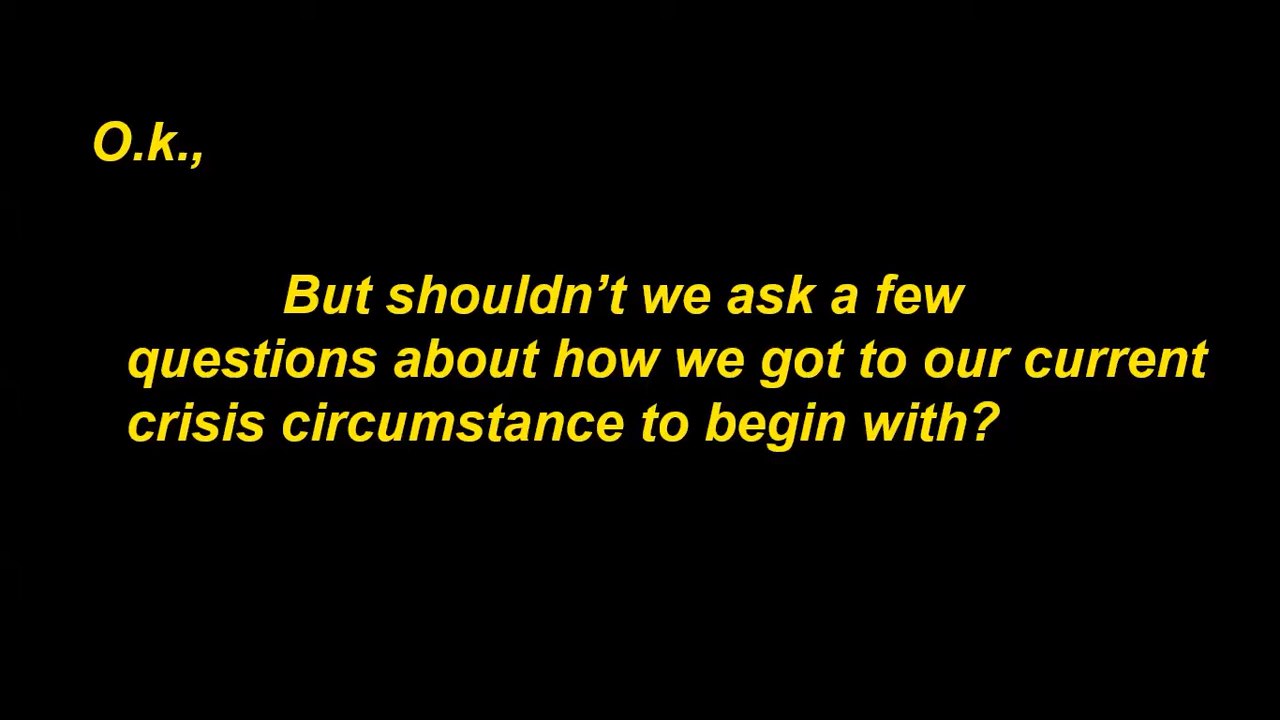 O.k.,
But shouldn’t we ask a few
questions about how we got to our current
crisis circumstance to begin with?